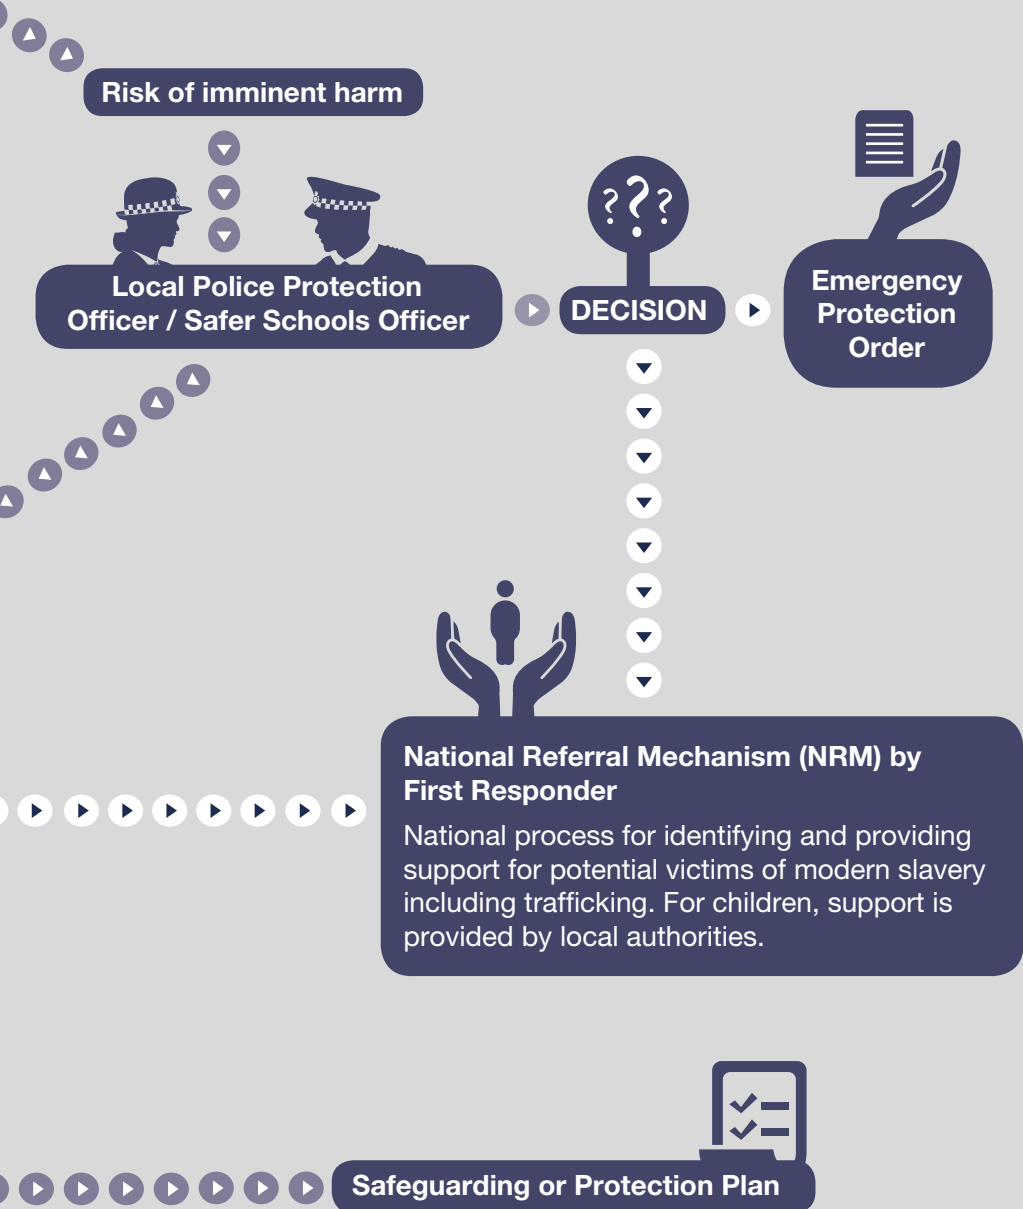 Risk of imminent harm
Local Police Protection
Officer / Safer Schools Officer
???
DECISION
Emergency
Protection
Order
National Referral Mechanism (NRM) by
First Responder
National process for identifying and providing
support for potential victims of modern slavery
including trafficking. For children, support is
provided by local authorities.
Safeguarding or Protection Plan